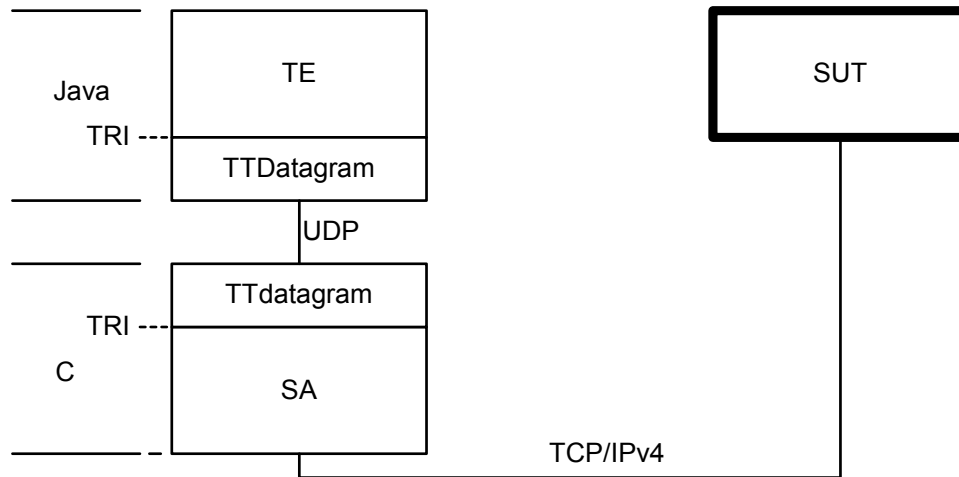 TE
SUT
Java
TRI
TTDatagram
UDP
TTdatagram
TRI
C
SA
TCP/IPv4